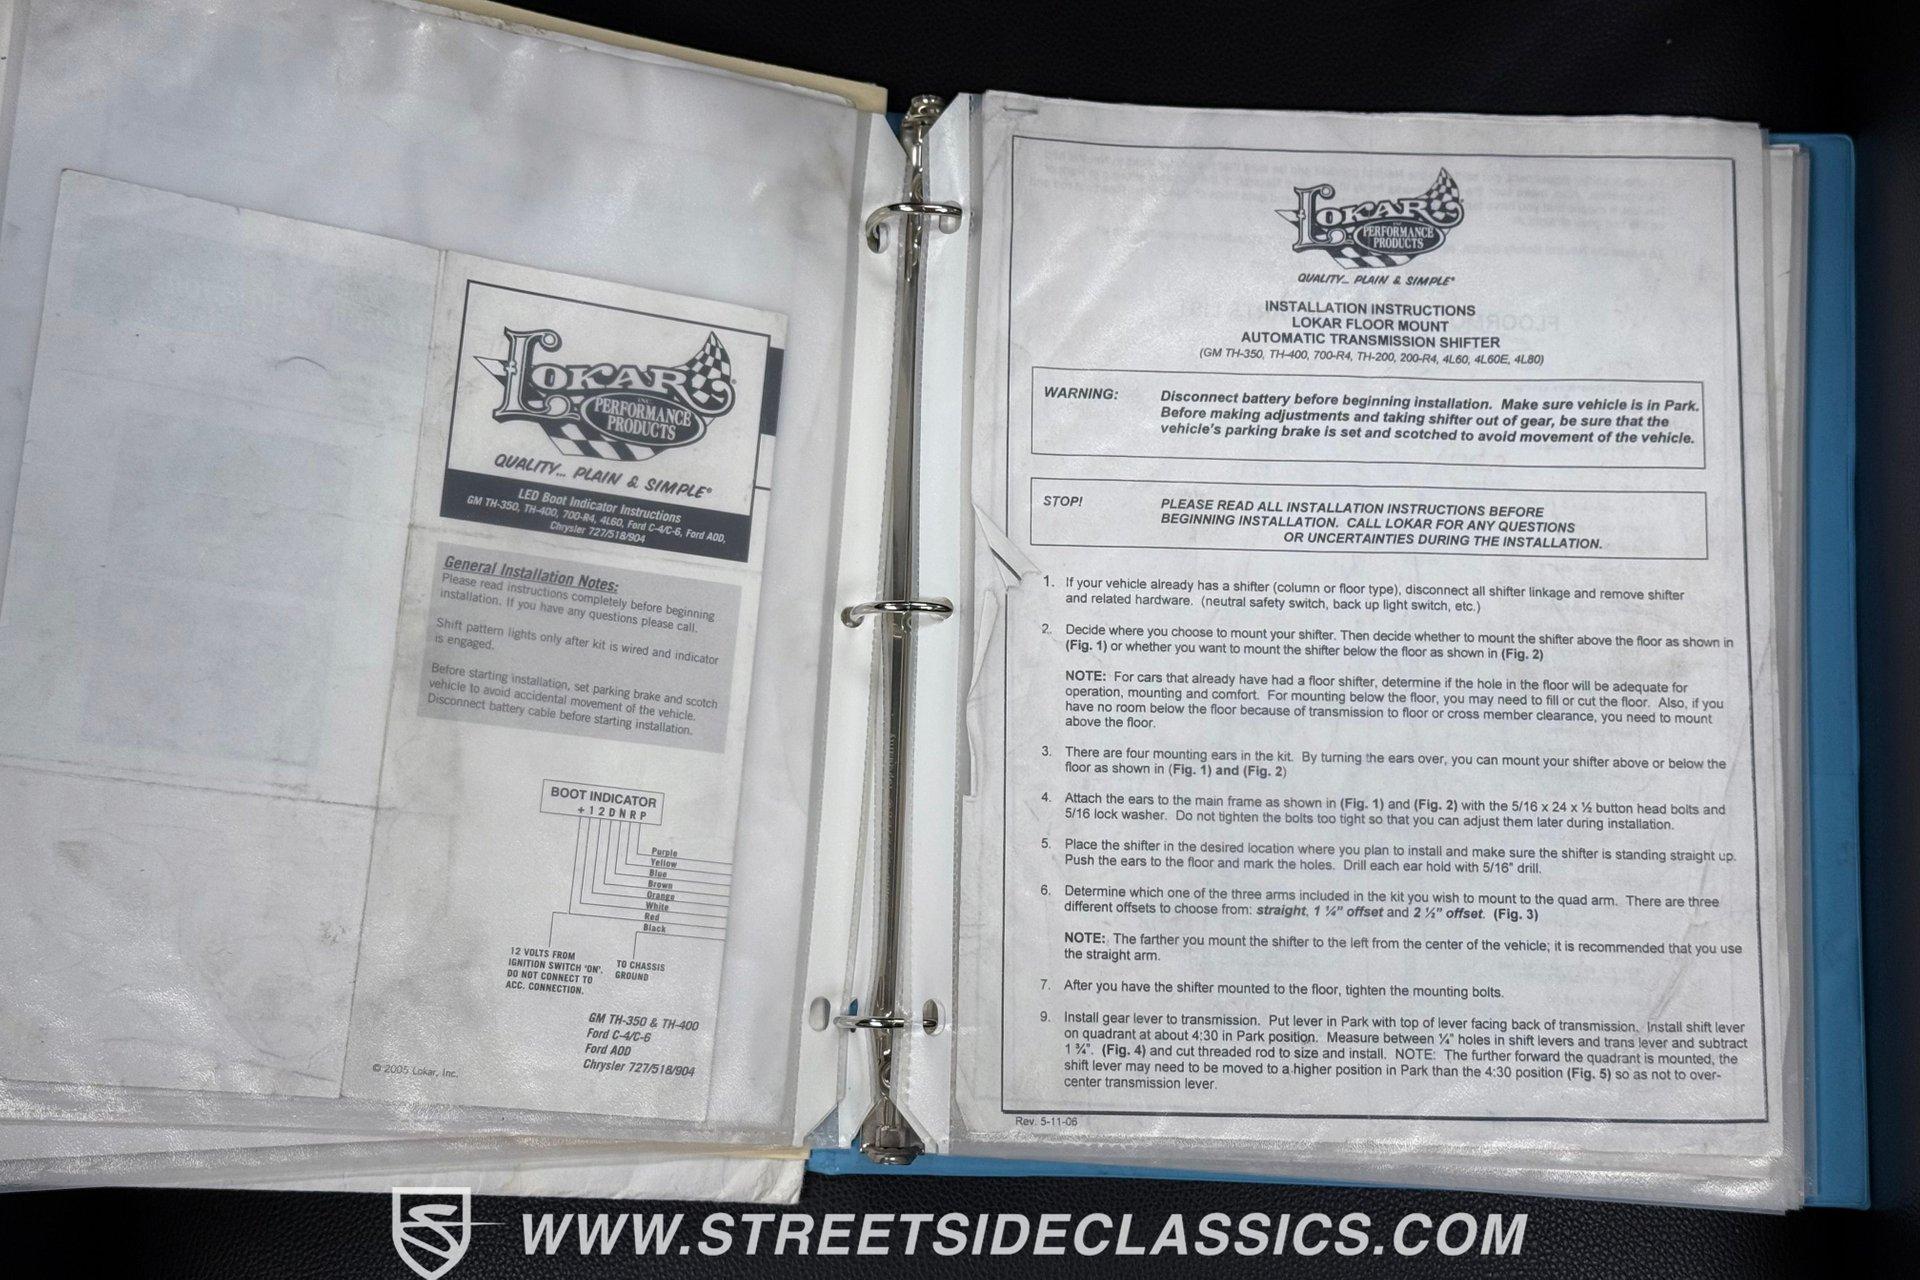 LOKAR
INC.
PERFORMANCE
PRODUCTS
QUALITY... PLAIN & SIMPLE®
LED Boot Indicator Instructions
GM TH-350, TH-400, 700-R4, 4L60, Ford C-4/C-6, Ford AOD,
Chrysler 727/518/904
General Installation Notes:
Please read instructions completely before beginning
installation. If you have any questions please call.
Shift pattern lights only after kit is wired and indicator
is engaged.
Before starting installation, set parking brake and scotch
vehicle to avoid accidental movement of the vehicle.
Disconnect battery cable before starting installation.
BOOT INDICATOR
+ 1 2 D N R P
Purple
Yellow
Blue
Brown
Orange
White
Red
Black
12 VOLTS FROM
IGNITION SWITCH 'ON'.
DO NOT CONNECT TO
ACC. CONNECTION.
TO CHASSIS
GROUND
GM TH-350 & TH-400
Ford C-4/C-6
Ford AOD
Chrysler 727/518/904
© 2005 Lokar, Inc.
LOKAR
INC.
PERFORMANCE
PRODUCTS
QUALITY... PLAIN & SIMPLE®
INSTALLATION INSTRUCTIONS
LOKAR FLOOR MOUNT
AUTOMATIC TRANSMISSION SHIFTER
(GM TH-350, TH-400, 700-R4, TH-200, 200-R4, 4L60, 4L60E, 4L80)
WARNING: Disconnect battery before beginning installation. Make sure vehicle is in Park.
Before making adjustments and taking shifter out of gear, be sure that the
vehicle's parking brake is set and scotched to avoid movement of the vehicle.
STOP! PLEASE READ ALL INSTALLATION INSTRUCTIONS BEFORE
BEGINNING INSTALLATION. CALL LOKAR FOR ANY QUESTIONS
OR UNCERTAINTIES DURING THE INSTALLATION.
1. If your vehicle already has a shifter (column or floor type), disconnect all shifter linkage and remove shifter
and related hardware. (neutral safety switch, back up light switch, etc.)
2. Decide where you choose to mount your shifter. Then decide whether to mount the shifter above the floor as shown in
(Fig. 1) or whether you want to mount the shifter below the floor as shown in (Fig. 2)
NOTE: For cars that already have had a floor shifter, determine if the hole in the floor will be adequate for
operation, mounting and comfort. For mounting below the floor, you may need to fill or cut the floor. Also, if you
have no room below the floor because of transmission to floor or cross member clearance, you need to mount
above the floor.
3. There are four mounting ears in the kit. By turning the ears over, you can mount your shifter above or below the
floor as shown in (Fig. 1) and (Fig. 2)
4. Attach the ears to the main frame as shown in (Fig. 1) and (Fig. 2) with the 5/16 x 24 x ½ button head bolts and
5/16 lock washer. Do not tighten the bolts too tight so that you can adjust them later during installation.
5. Place the shifter in the desired location where you plan to install and make sure the shifter is standing straight up.
Push the ears to the floor and mark the holes. Drill each ear hold with 5/16" drill.
6. Determine which one of the three arms included in the kit you wish to mount to the quad arm. There are three
different offsets to choose from: straight, 1 ¼" offset and 2 ½" offset. (Fig. 3)
NOTE: The farther you mount the shifter to the left from the center of the vehicle; it is recommended that you use
the straight arm.
7. After you have the shifter mounted to the floor, tighten the mounting bolts.
9. Install gear lever to transmission. Put lever in Park with top of lever facing back of transmission. Install shift lever
on quadrant at about 4:30 in Park position. Measure between ¼" holes in shift levers and trans lever and subtract
1 ¾". (Fig. 4) and cut threaded rod to size and install. NOTE: The further forward the quadrant is mounted, the
shift lever may need to be moved to a higher position in Park than the 4:30 position (Fig. 5) so as not to over-
center transmission lever.
Rev. 5-11-06
WWW.STREETSIDECLASSICS.COM